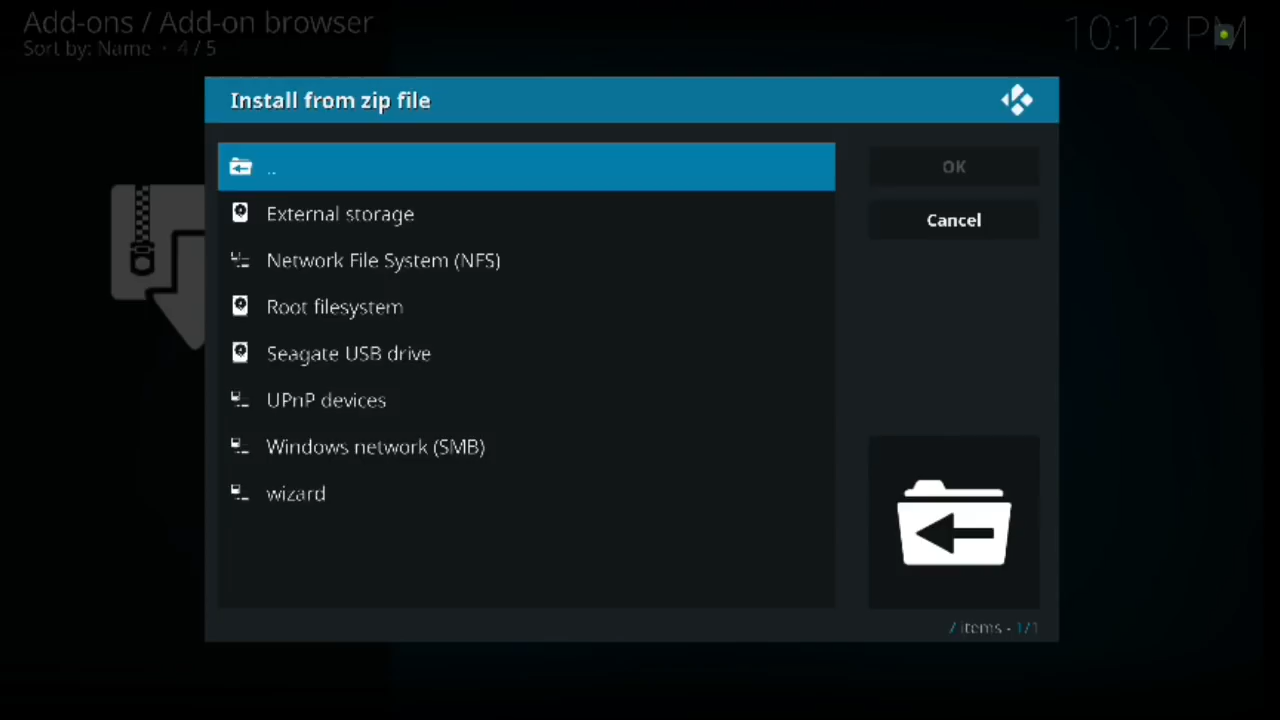 Add-ons / Add-on browser
Sort by: Name • 4 / 5
10:12 PM
Install from zip file
..
External storage
Network File System (NFS)
Root filesystem
Seagate USB drive
UPnP devices
Windows network (SMB)
wizard
OK
Cancel
7 items - 1/1